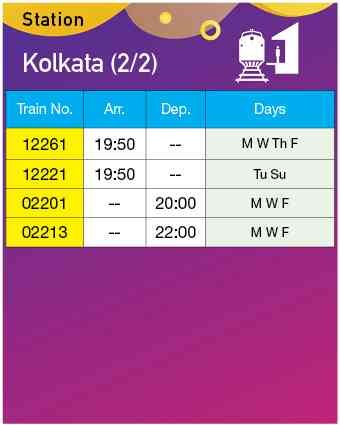 Station
Kolkata (2/2)
1
Train No. Arr. Dep. Days
12261 19:50 -- M W Th F
12221 19:50 -- Tu Su
02201 -- 20:00 M W F
02213 -- 22:00 M W F